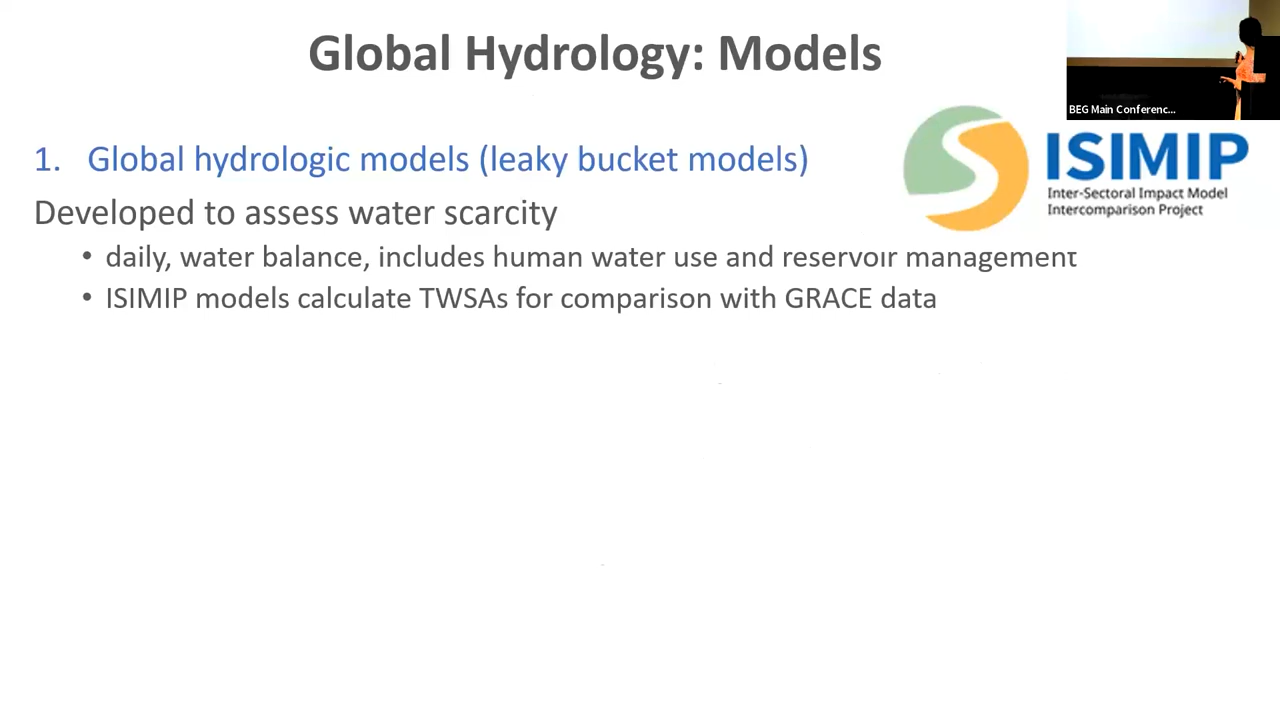 Global Hydrology: Models
BEG Main Conferenc...
1. Global hydrologic models (leaky bucket models)
ISIMIP
Inter-Sectoral Impact Model
Intercomparison Project
Developed to assess water scarcity
• daily, water balance, includes human water use and reservoir management
• ISIMIP models calculate TWSAs for comparison with GRACE data